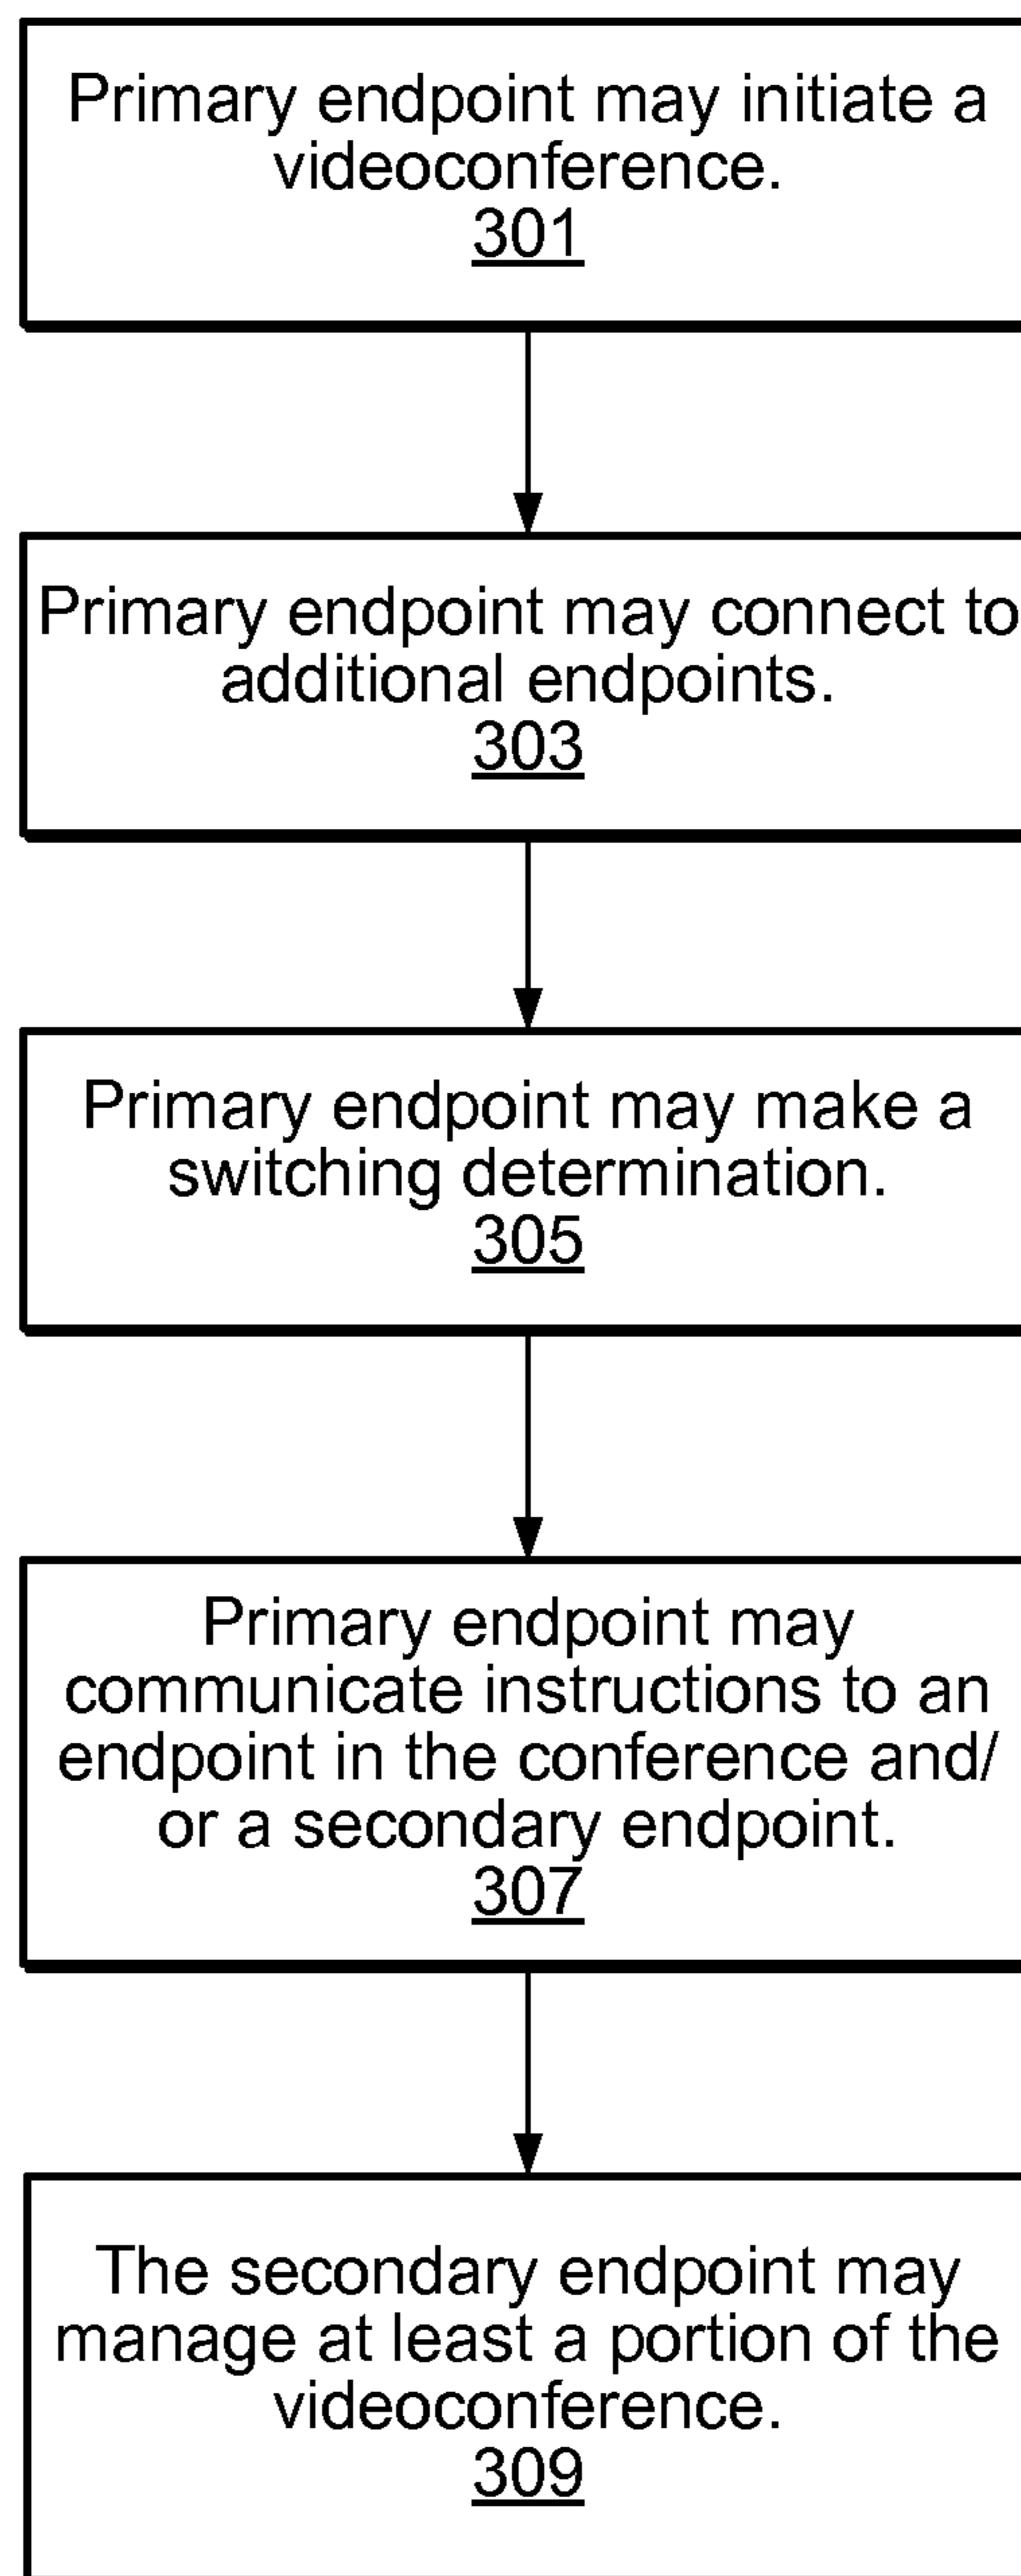 Primary endpoint may initiate a
videoconference.
301
Primary endpoint may connect to
additional endpoints.
303
Primary endpoint may make a
switching determination.
305
Primary endpoint may
communicate instructions to an
endpoint in the conference and/
or a secondary endpoint.
307
The secondary endpoint may
manage at least a portion of the
videoconference.
309